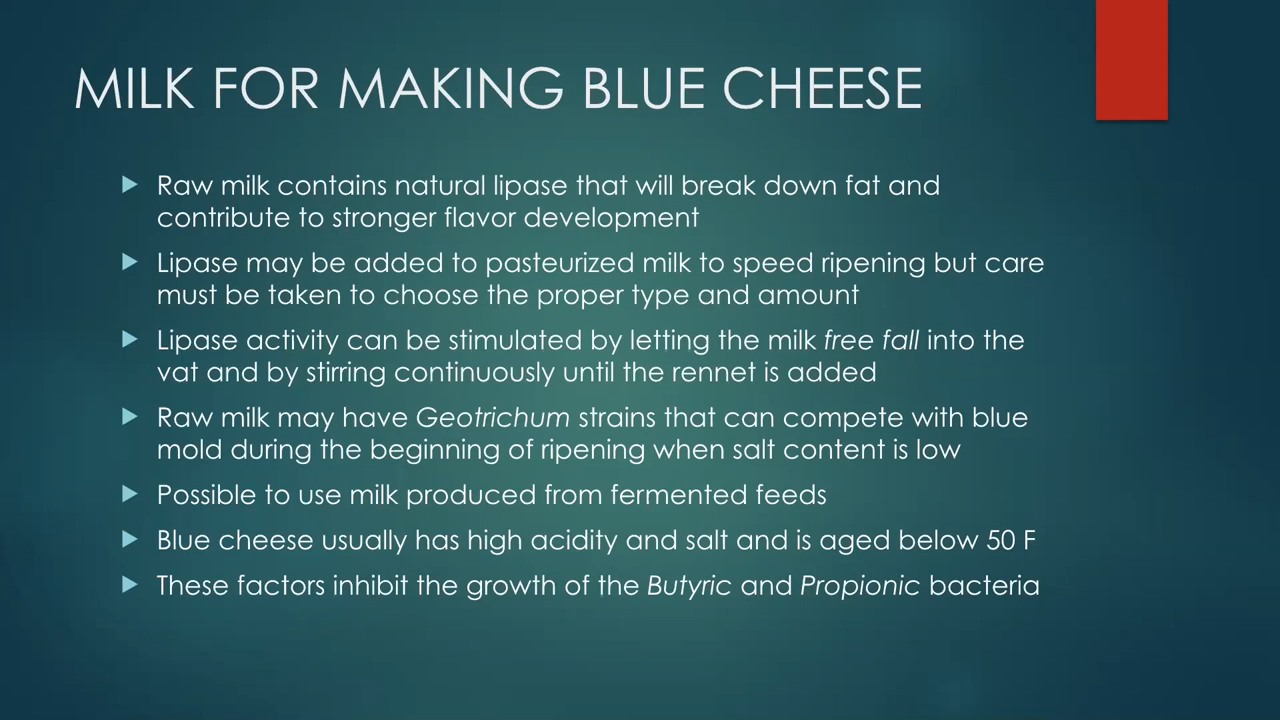 MILK FOR MAKING BLUE CHEESE
Raw milk contains natural lipase that will break down fat and
contribute to stronger flavor development
Lipase may be added to pasteurized milk to speed ripening but care
must be taken to choose the proper type and amount
Lipase activity can be stimulated by letting the milk free fall into the
vat and by stirring continuously until the rennet is added
Raw milk may have Geotrichum strains that can compete with blue
mold during the beginning of ripening when salt content is low
Possible to use milk produced from fermented feeds
Blue cheese usually has high acidity and salt and is aged below 50 F
These factors inhibit the growth of the Butyric and Propionic bacteria